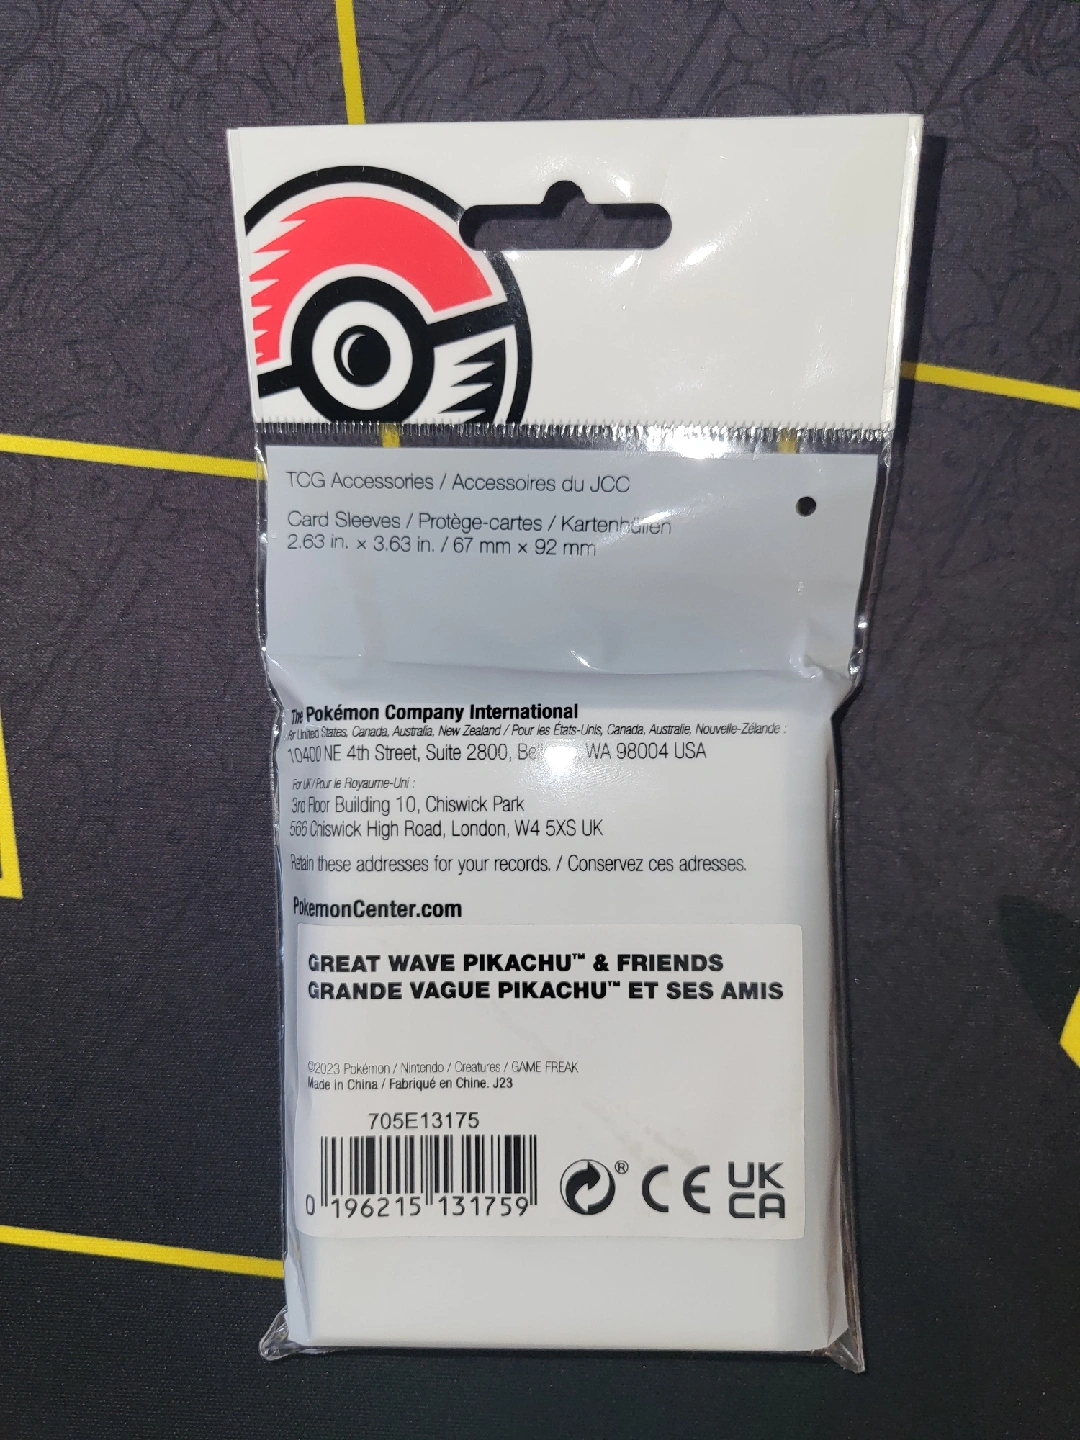 TCG Accessories / Accessoires du JCC
Card Sleeves / Protège-cartes / Kartenhüllen
2.63 in. × 3.63 in. / 67 mm × 92 mm
The Pokémon Company International
For United States, Canada, Australia, New Zealand / Pour les États-Unis, Canada, Australie, Nouvelle-Zélande :
10400 NE 4th Street, Suite 2800, WA 98004 USA
For UK / Pour le Royaume-Uni :
3rd Floor Building 10, Chiswick Park
566 Chiswick High Road, London, W4 5XS UK
Retain these addresses for your records. / Conservez ces adresses.
PokemonCenter.com
GREAT WAVE PIKACHU™ & FRIENDS
GRANDE VAGUE PIKACHU™ ET SES AMIS
©2023 Pokémon / Nintendo / Creatures / GAME FREAK
Made in China / Fabriqué en Chine. J23
705E13175
0 196215 131759
® CE UK
CA